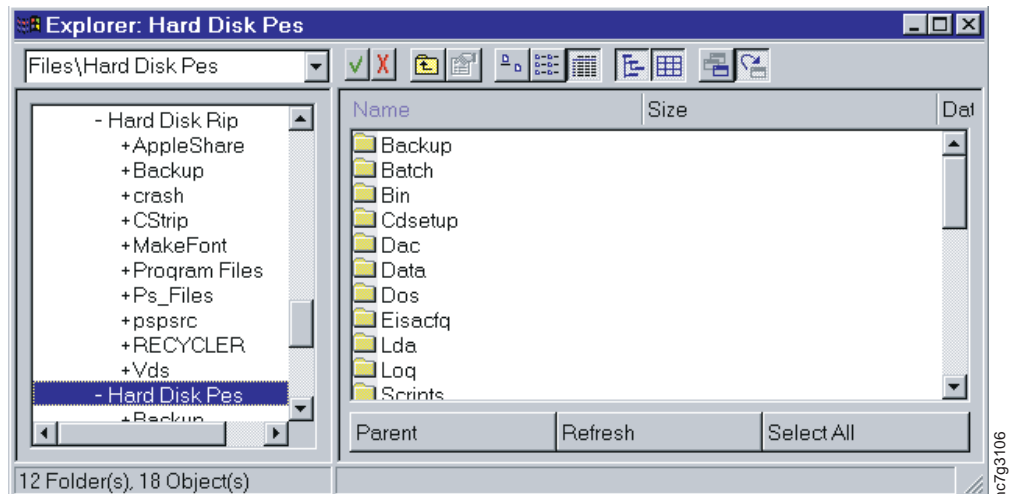 Explorer: Hard Disk Pes
Files\Hard Disk Pes
- Hard Disk Rip
+AppleShare
+Backup
+crash
+CStrip
+MakeFont
+Program Files
+Ps_Files
+pspsrc
+RECYCLER
+Vds
- Hard Disk Pes
+Backup
Name Size Dat
Backup
Batch
Bin
Cdsetup
Dac
Data
Dos
Eisacfg
Lda
Log
Scripts
Parent Refresh Select All
12 Folder(s), 18 Object(s)
nc7g3106